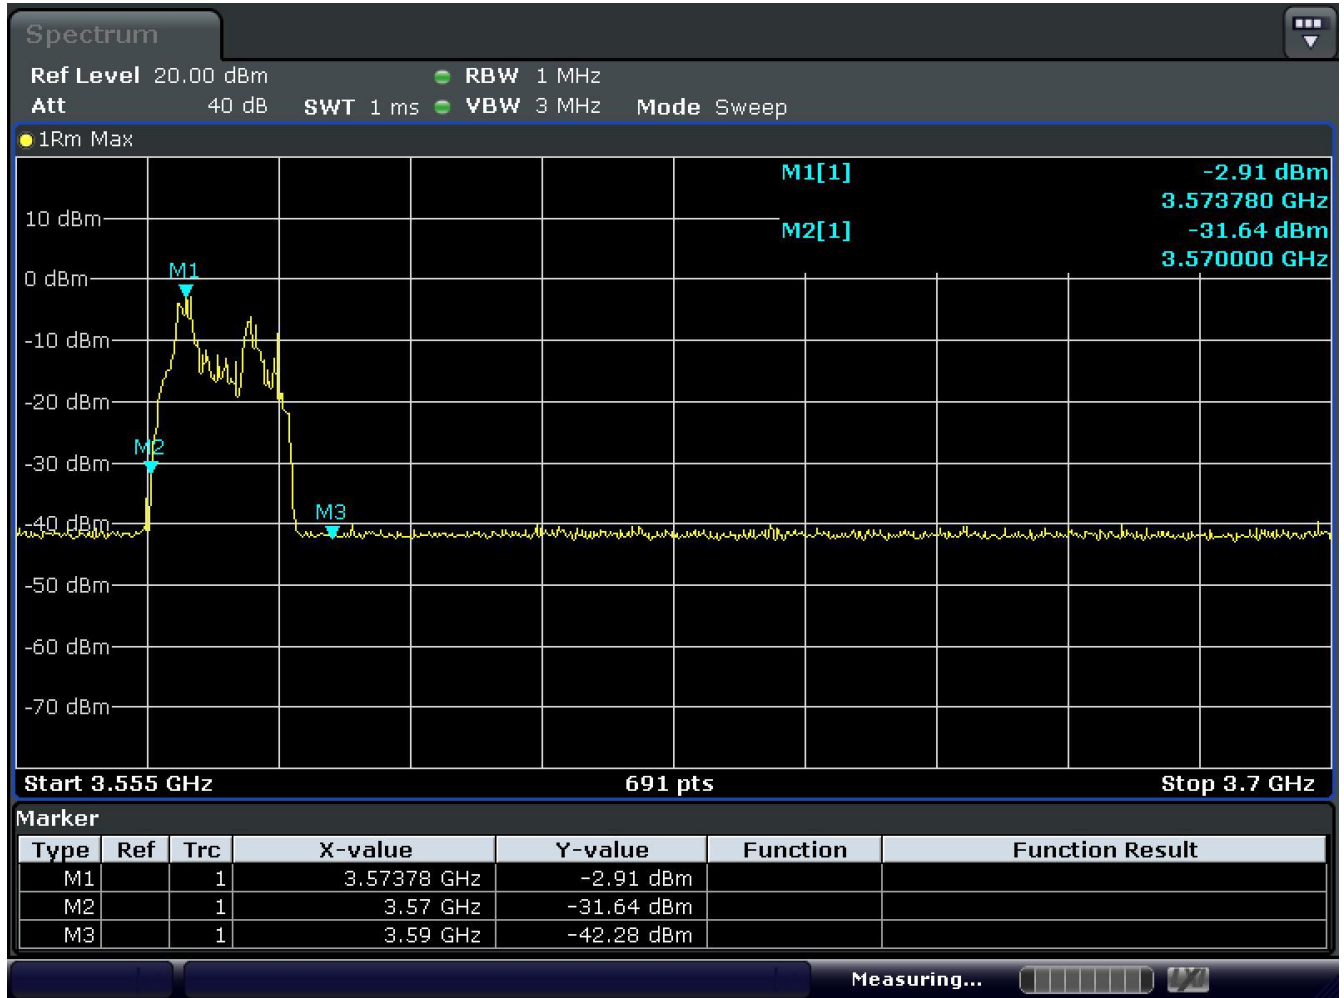 Spectrum
Ref Level 20.00 dBm RBW 1 MHz
Att 40 dB SWT 1 ms VBW 3 MHz Mode Sweep
1Rm Max
M1[1] -2.91 dBm
3.573780 GHz
10 dBm
M2[1] -31.64 dBm
3.570000 GHz
M1
0 dBm
-10 dBm
-20 dBm
M2
-30 dBm
M3
-40 dBm
-50 dBm
-60 dBm
-70 dBm
Start 3.555 GHz 691 pts Stop 3.7 GHz
Marker
Type Ref Trc X-value Y-value Function Function Result
M1 1 3.57378 GHz -2.91 dBm
M2 1 3.57 GHz -31.64 dBm
M3 1 3.59 GHz -42.28 dBm
Measuring...
LXI